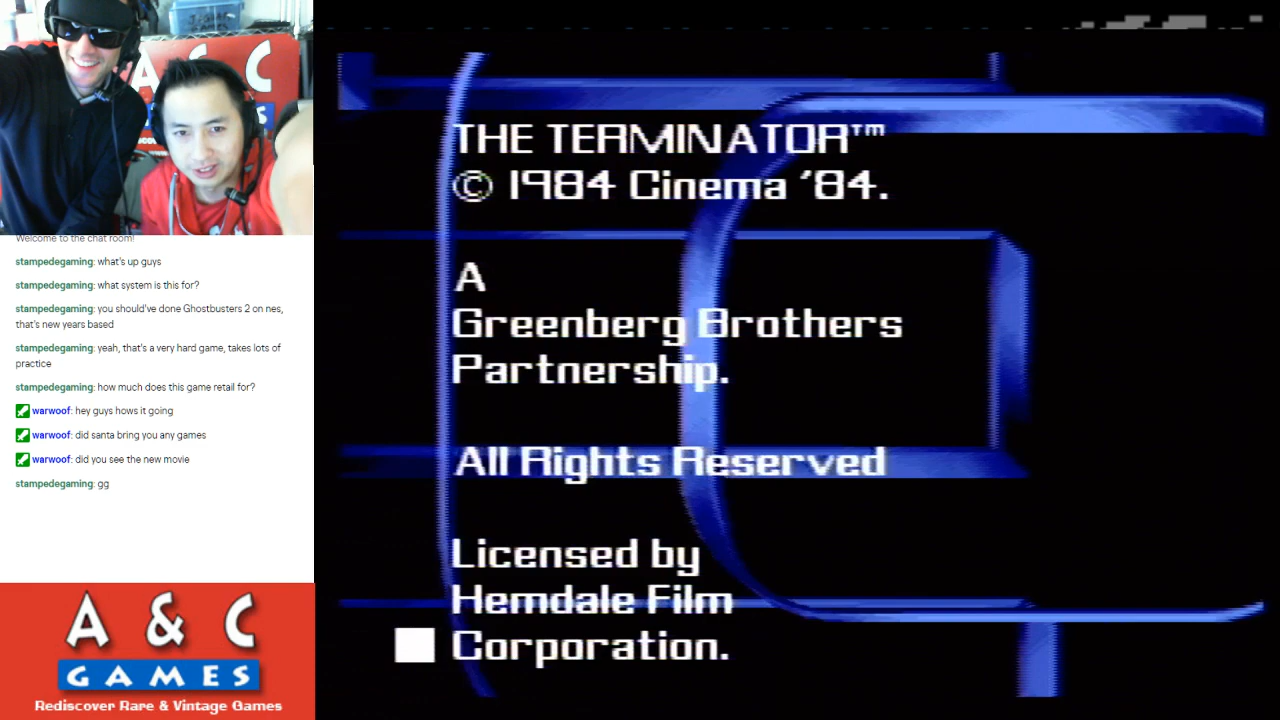 A & C
S
Welcome to the chat room!
stampedegaming: what's up guys
stampedegaming: what system is this for?
stampedegaming: you should've done Ghostbusters 2 on nes,
that's new years based
stampedegaming: yeah, that's a very hard game, takes lots of
practice
stampedegaming: how much does this game retail for?
warwoof: hey guys hows it going
warwoof: did santa bring you any games
warwoof: did you see the new movie
stampedegaming: gg
A & C
GAMES
Rediscover Rare & Vintage Games
THE TERMINATOR™
© 1984 Cinema '84.
A
Greenberg Brothers
Partnership.
All Rights Reserved
Licensed by
Hemdale Film
Corporation.